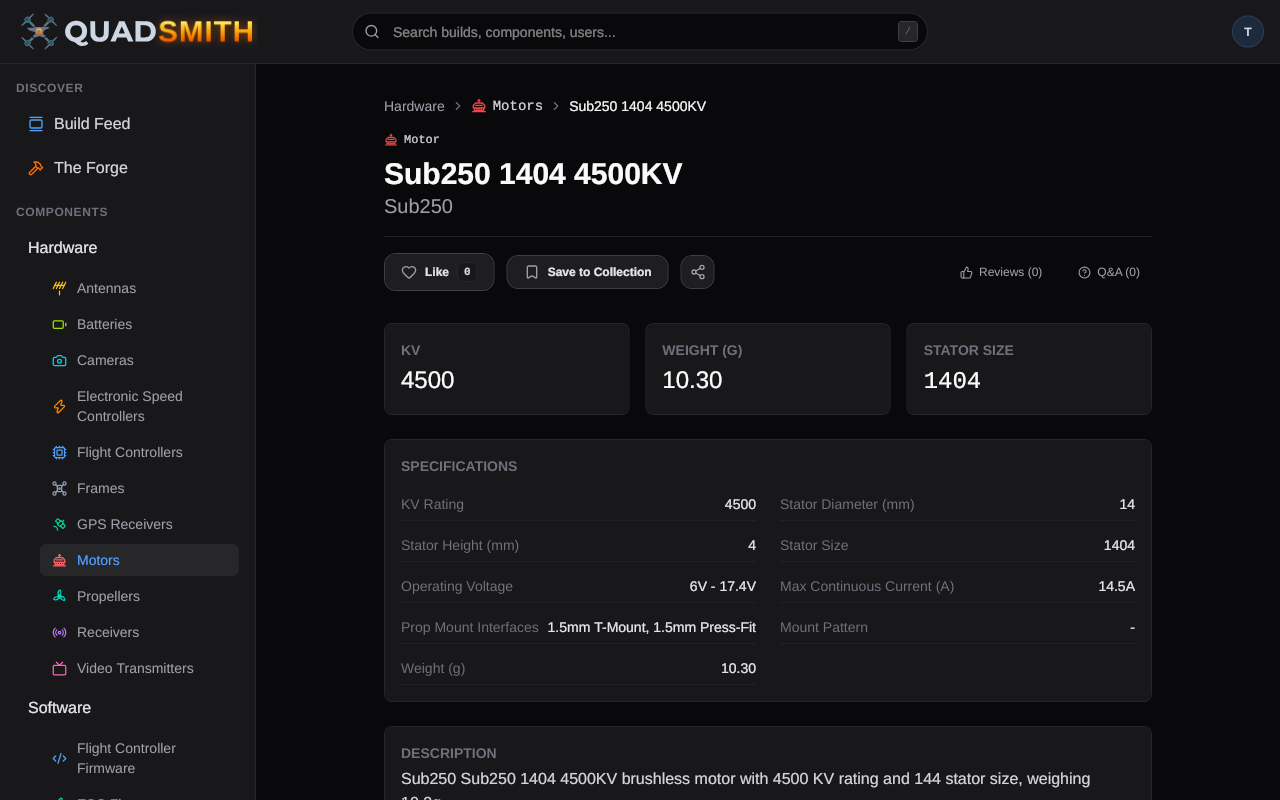 QUADSMITH
Search builds, components, users...
/
T
DISCOVER
Build Feed
The Forge
COMPONENTS
Hardware
Antennas
Batteries
Cameras
Electronic Speed
Controllers
Flight Controllers
Frames
GPS Receivers
Motors
Propellers
Receivers
Video Transmitters
Software
Flight Controller
Firmware
Hardware > Motors > Sub250 1404 4500KV
Motor
Sub250 1404 4500KV
Sub250
Like 0
Save to Collection
Reviews (0)
Q&A (0)
KV
4500
WEIGHT (G)
10.30
STATOR SIZE
1404
SPECIFICATIONS
KV Rating 4500
Stator Diameter (mm) 14
Stator Height (mm) 4
Stator Size 1404
Operating Voltage 6V - 17.4V
Max Continuous Current (A) 14.5A
Prop Mount Interfaces 1.5mm T-Mount, 1.5mm Press-Fit
Mount Pattern -
Weight (g) 10.30
DESCRIPTION
Sub250 Sub250 1404 4500KV brushless motor with 4500 KV rating and 144 stator size, weighing